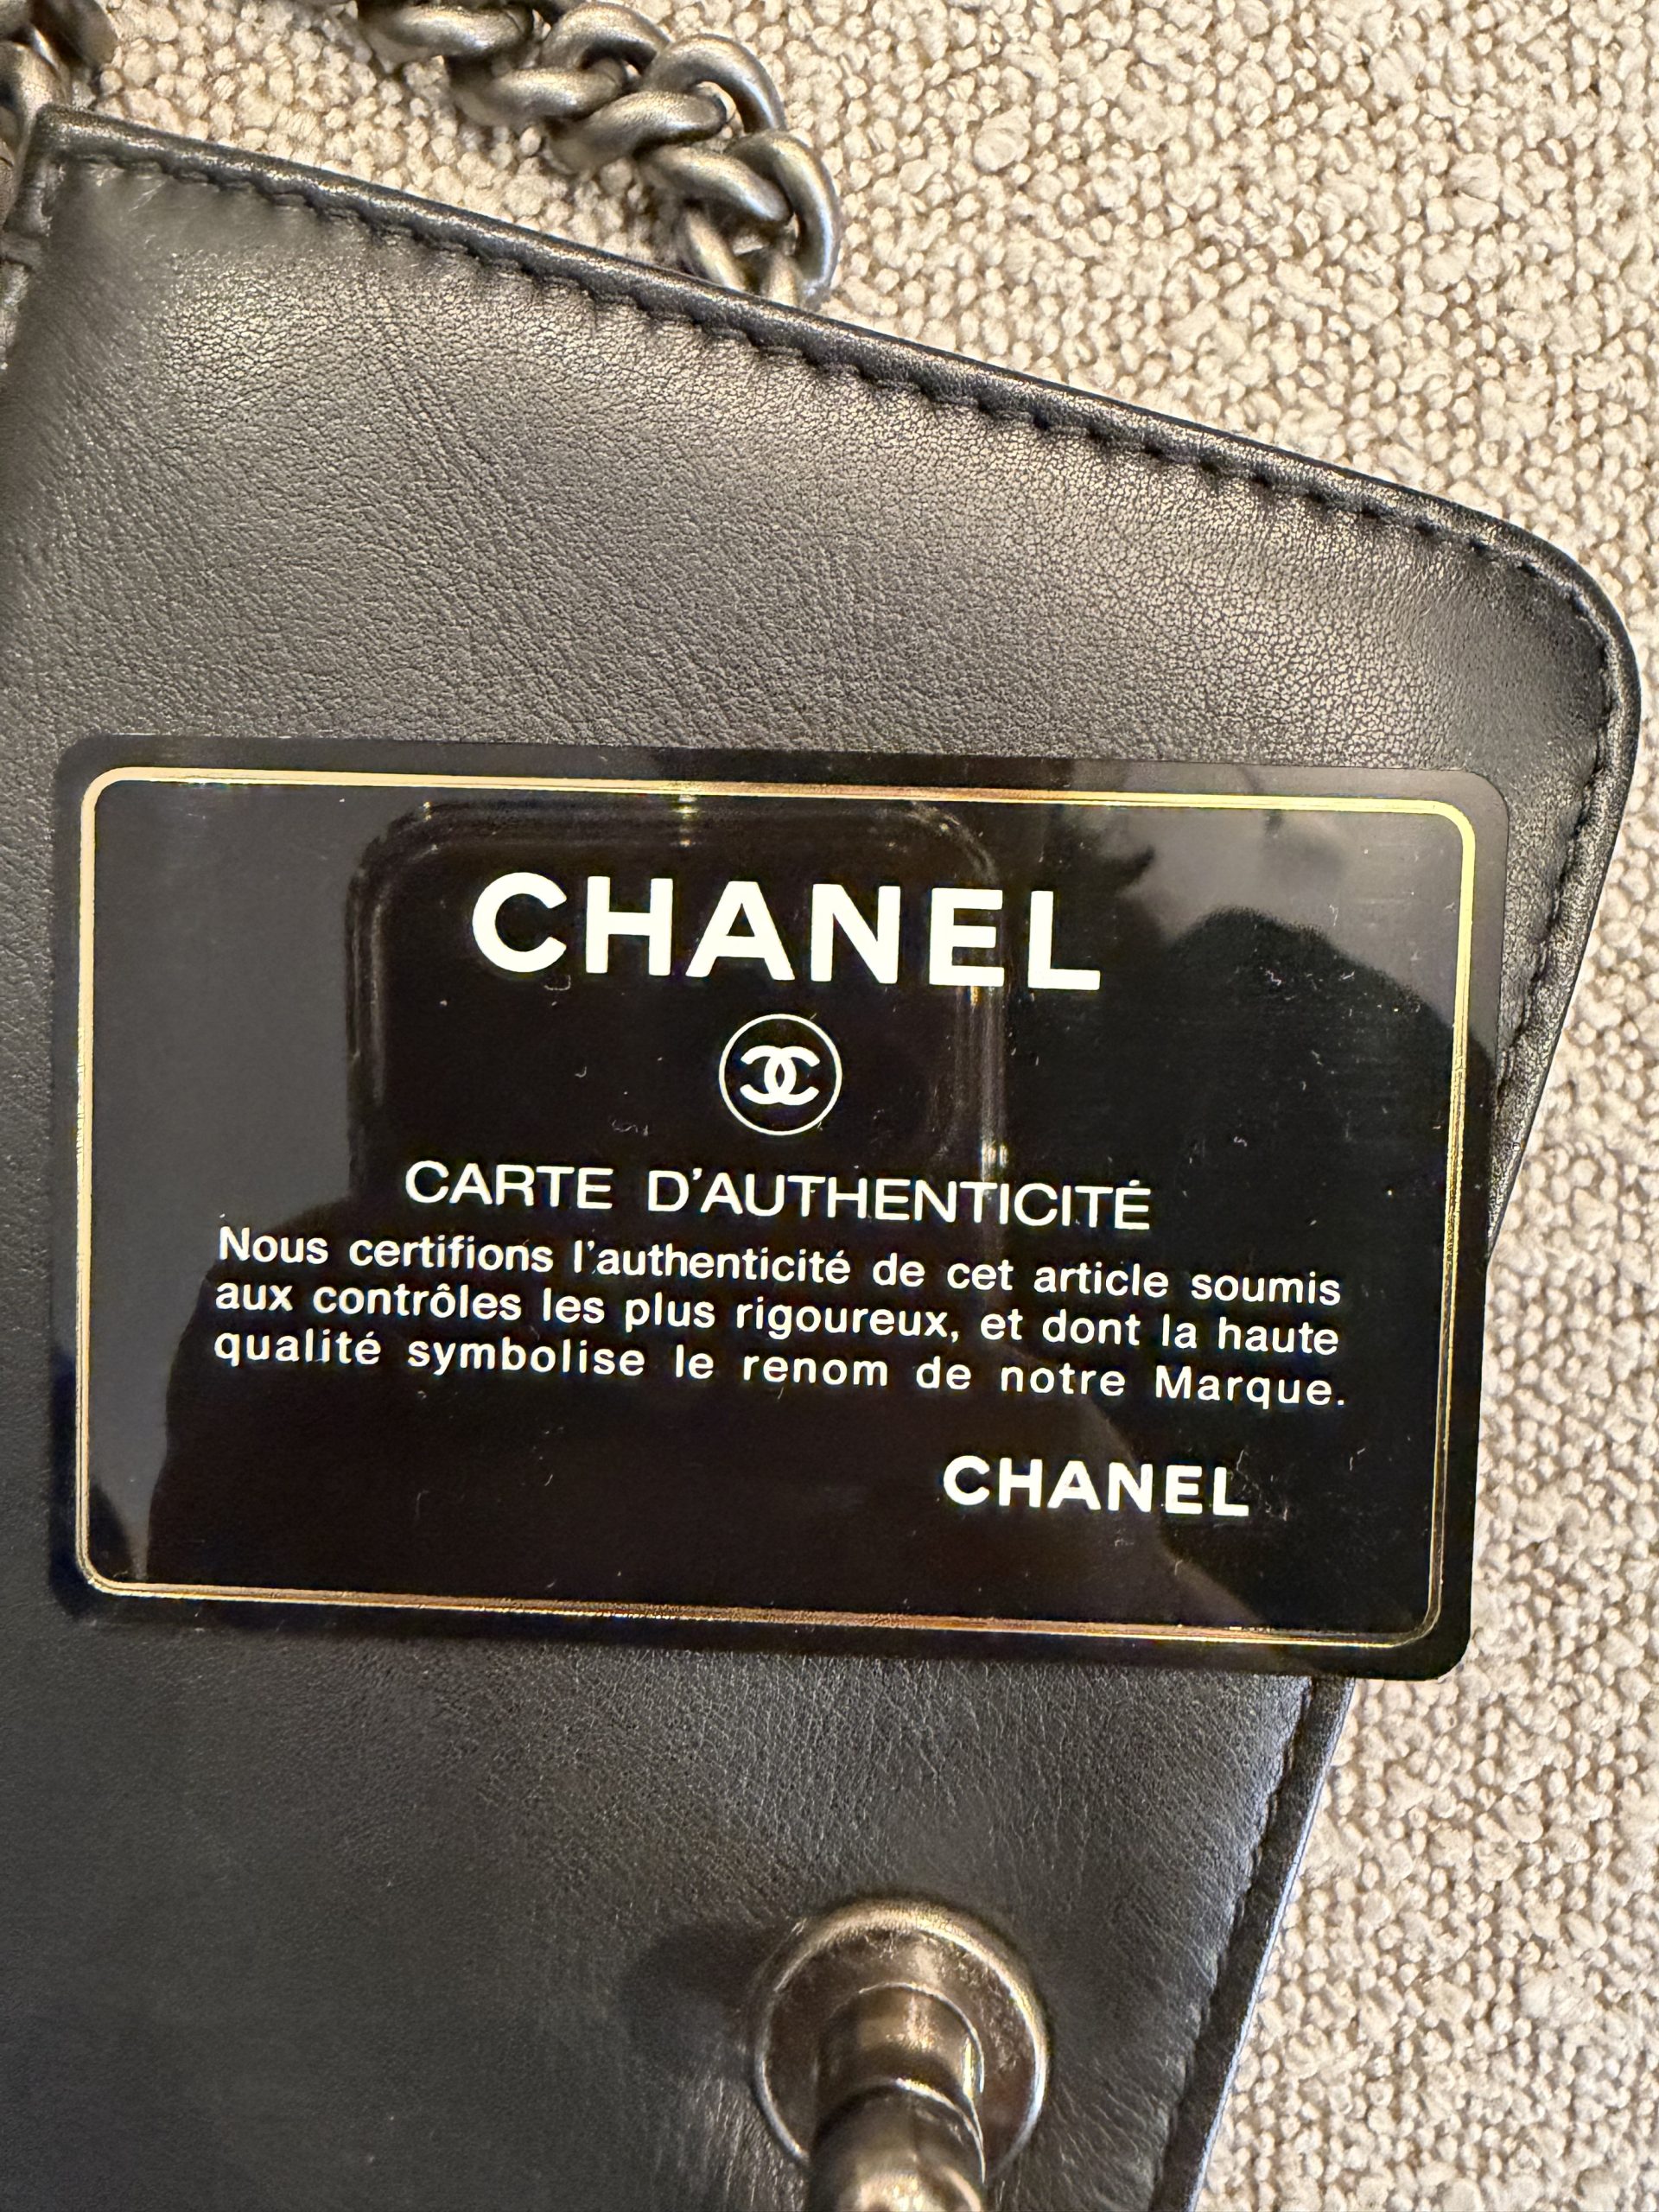 CHANEL
CARTE D'AUTHENTICITÉ
Nous certifions l'authenticité de cet article soumis
aux contrôles les plus rigoureux, et dont la haute
qualité symbolise le renom de notre Marque.
CHANEL